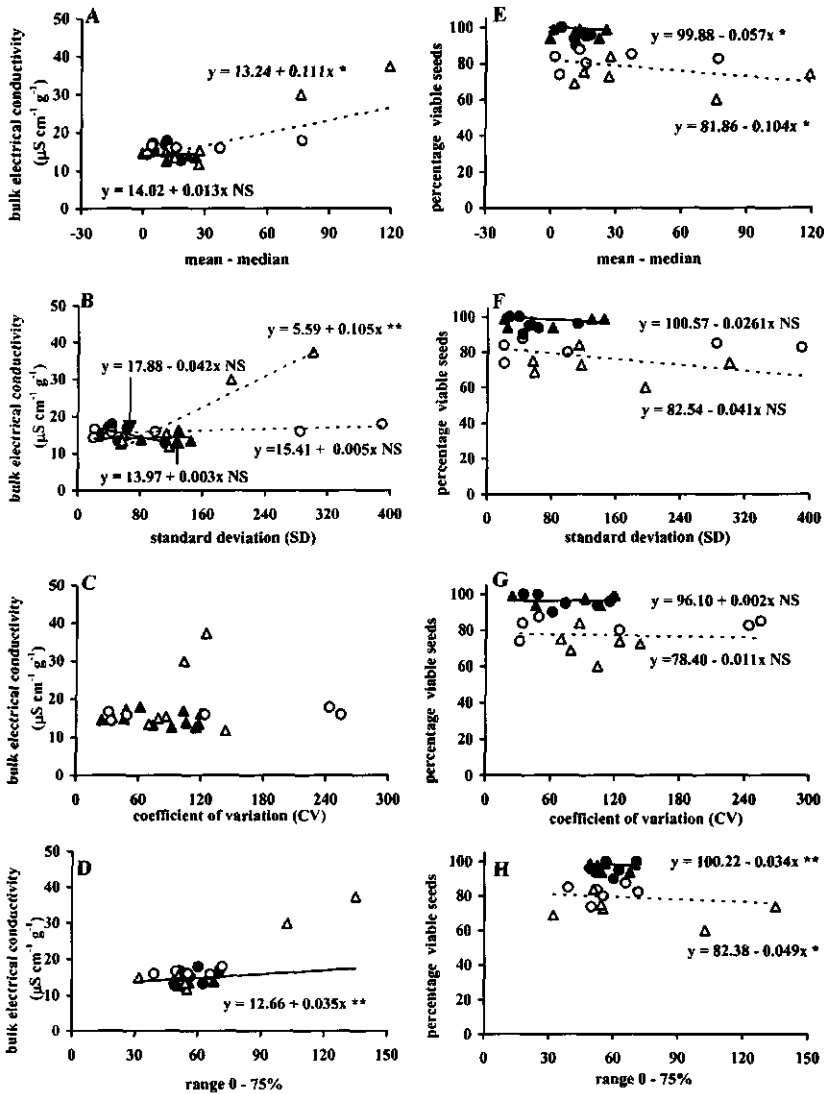 A
bulk electrical conductivity
(µS cm⁻¹ g⁻¹)
50
40
30
20
10
0
y = 13.24 + 0.111x *
y = 14.02 + 0.013x NS
-30 0 30 60 90 120
mean - median
E
percentage viable seeds
100
80
60
40
20
0
y = 99.88 - 0.057x *
y = 81.86 - 0.104x *
-30 0 30 60 90 120
mean - median
B
bulk electrical conductivity
(µS cm⁻¹ g⁻¹)
50
40
30
20
10
0
y = 5.59 + 0.105x **
y = 17.88 - 0.042x NS
y =15.41 + 0.005x NS
y = 13.97 + 0.003x NS
0 80 160 240 320 400
standard deviation (SD)
F
percentage viable seeds
100
80
60
40
20
0
y = 100.57 - 0.0261x NS
y = 82.54 - 0.041x NS
0 80 160 240 320 400
standard deviation (SD)
C
bulk electrical conductivity
(µS cm⁻¹ g⁻¹)
50
40
30
20
10
0
0 60 120 180 240 300
coefficient of variation (CV)
G
percentage viable seeds
100
80
60
40
20
0
y = 96.10 + 0.002x NS
y =78.40 - 0.011x NS
0 60 120 180 240 300
coefficient of variation (CV)
D
bulk electrical conductivity
(µS cm⁻¹ g⁻¹)
50
40
30
20
10
0
y = 12.66 + 0.035x **
0 30 60 90 120 150
range 0 - 75%
H
percentage viable seeds
100
80
60
40
20
0
y = 100.22 - 0.034x **
y = 82.38 - 0.049x *
0 30 60 90 120 150
range 0 - 75%